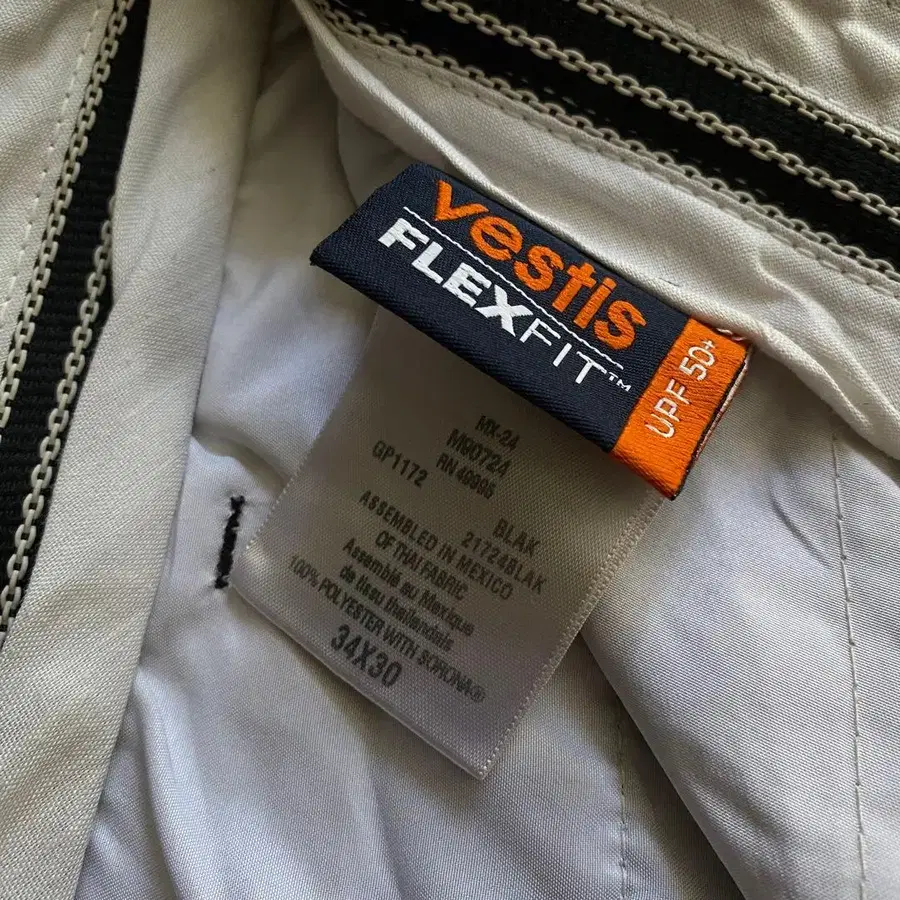 vestis
FLEXFIT™
UPF 50+
MX-24
M90724
RN 49995
GP1172
BLAK
21724BLAK
ASSEMBLED IN MEXICO
OF THAI FABRIC
Assemblé au Mexique
de tissu thaïlandais
100% POLYESTER WITH SORONA®
34X30